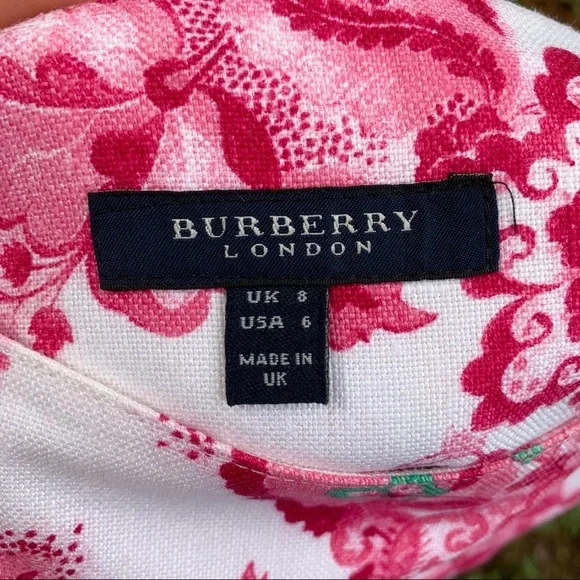 BURBERRY
LONDON
UK 8
USA 6
MADE IN
UK